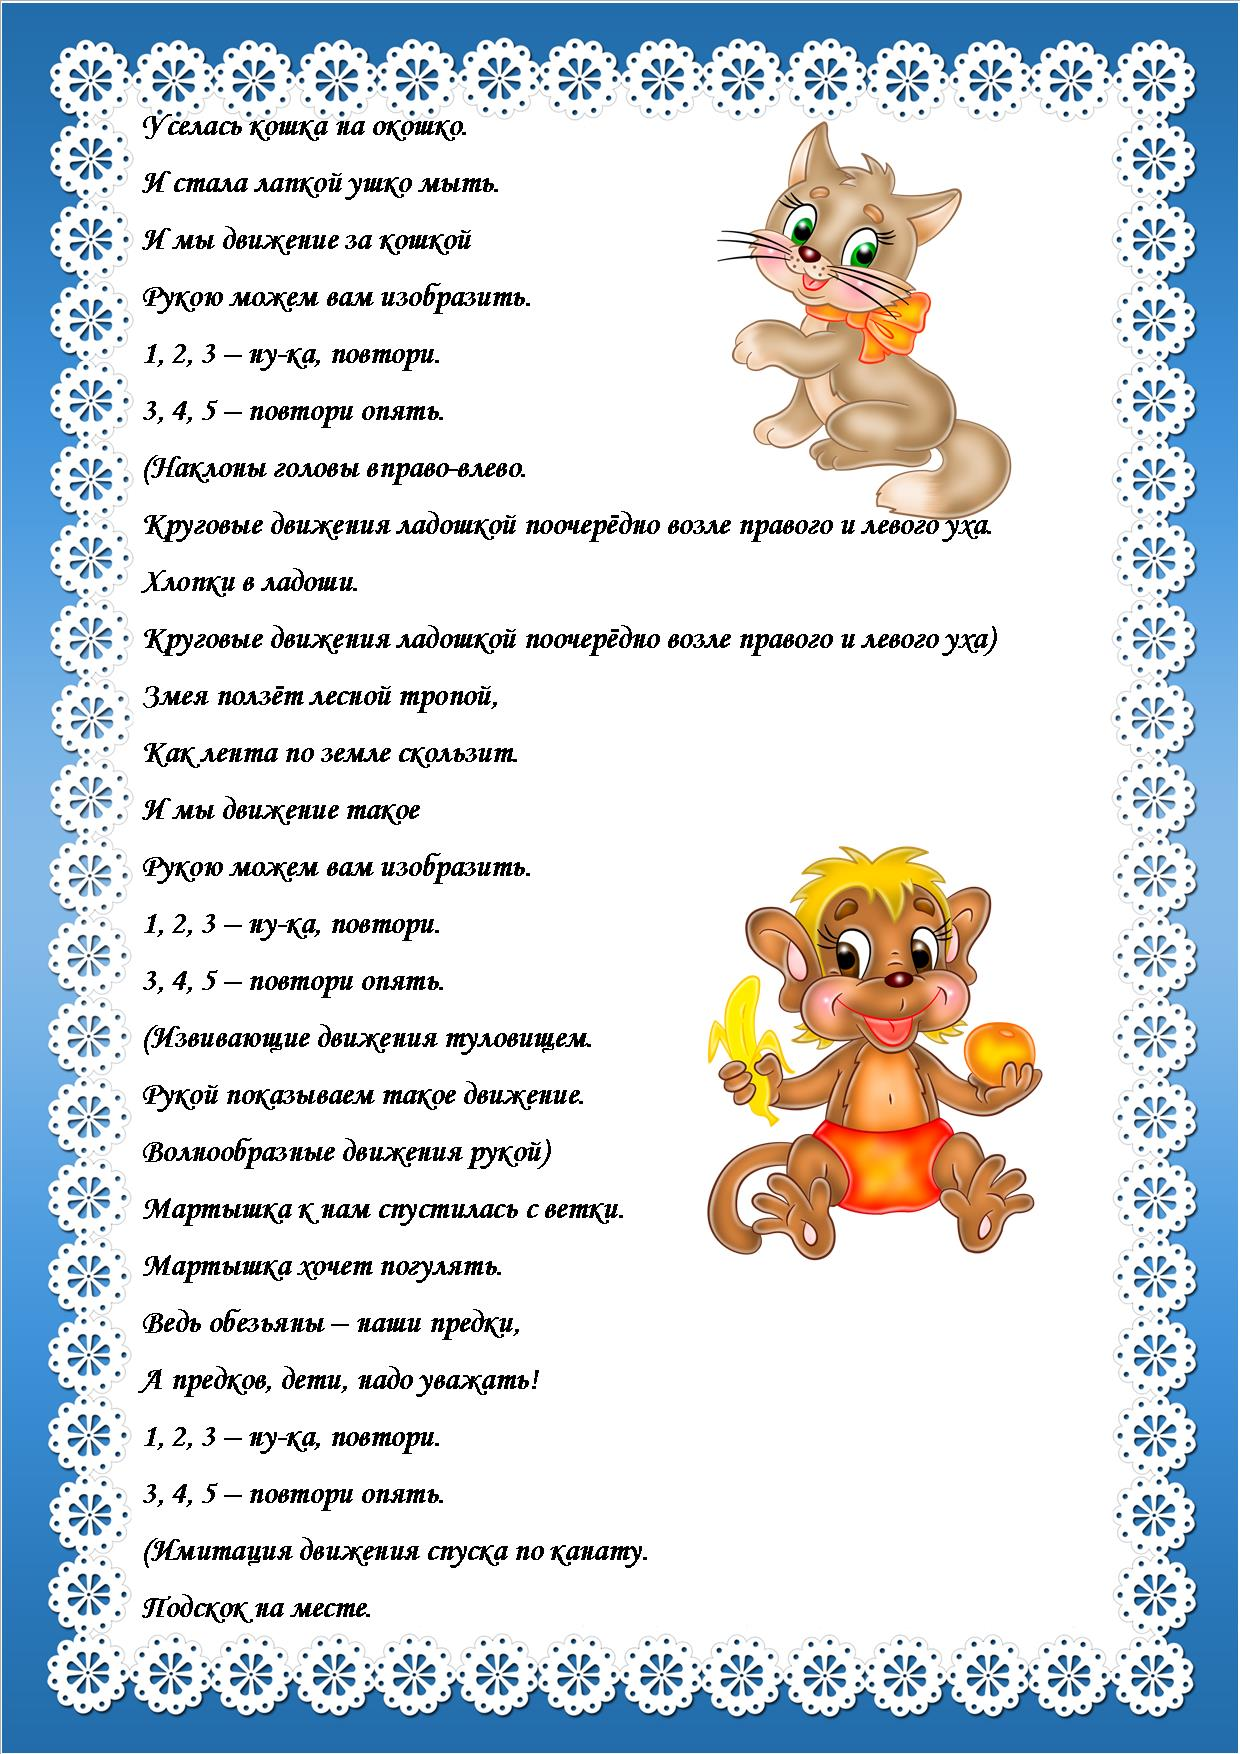 Уселась кошка на окошко.
И стала лапкой ушко мыть.
И мы движение за кошкой
Рукою можем вам изобразить.
1, 2, 3 – ну-ка, повтори.
3, 4, 5 – повтори опять.
(Наклоны головы вправо-влево.
Круговые движения ладошкой поочерēдно возле правого и левого уха.
Хлопки в ладоши.
Круговые движения ладошкой поочерēдно возле правого и левого уха)
Змея ползēт лесной тропой,
Как лента по земле скользит.
И мы движение такое
Рукою можем вам изобразить.
1, 2, 3 – ну-ка, повтори.
3, 4, 5 – повтори опять.
(Извивающие движения туловищем.
Рукой показываем такое движение.
Волнообразные движения рукой)
Мартышка к нам спустилась с ветки.
Мартышка хочет погулять.
Ведь обезьяны – наши предки,
А предков, дети, надо уважать!
1, 2, 3 – ну-ка, повтори.
3, 4, 5 – повтори опять.
(Имитация движения спуска по канату.
Подскок на месте.